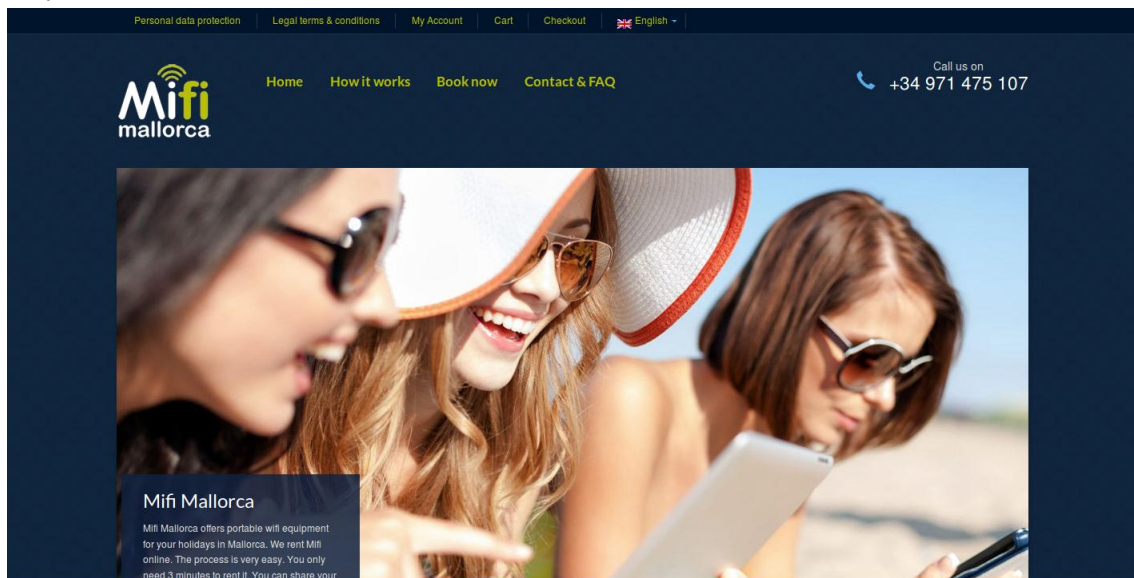 Personal data protection
Legal terms & conditions
My Account
Cart
Checkout
English
Mifi
mallorca
Home
How it works
Book now
Contact & FAQ
Call us on
+34 971 475 107
Mifi Mallorca
Mifi Mallorca offers portable wifi equipment
for your holidays in Mallorca. We rent Mifi
online. The process is very easy. You only
need 3 minutes to rent it. You can share your